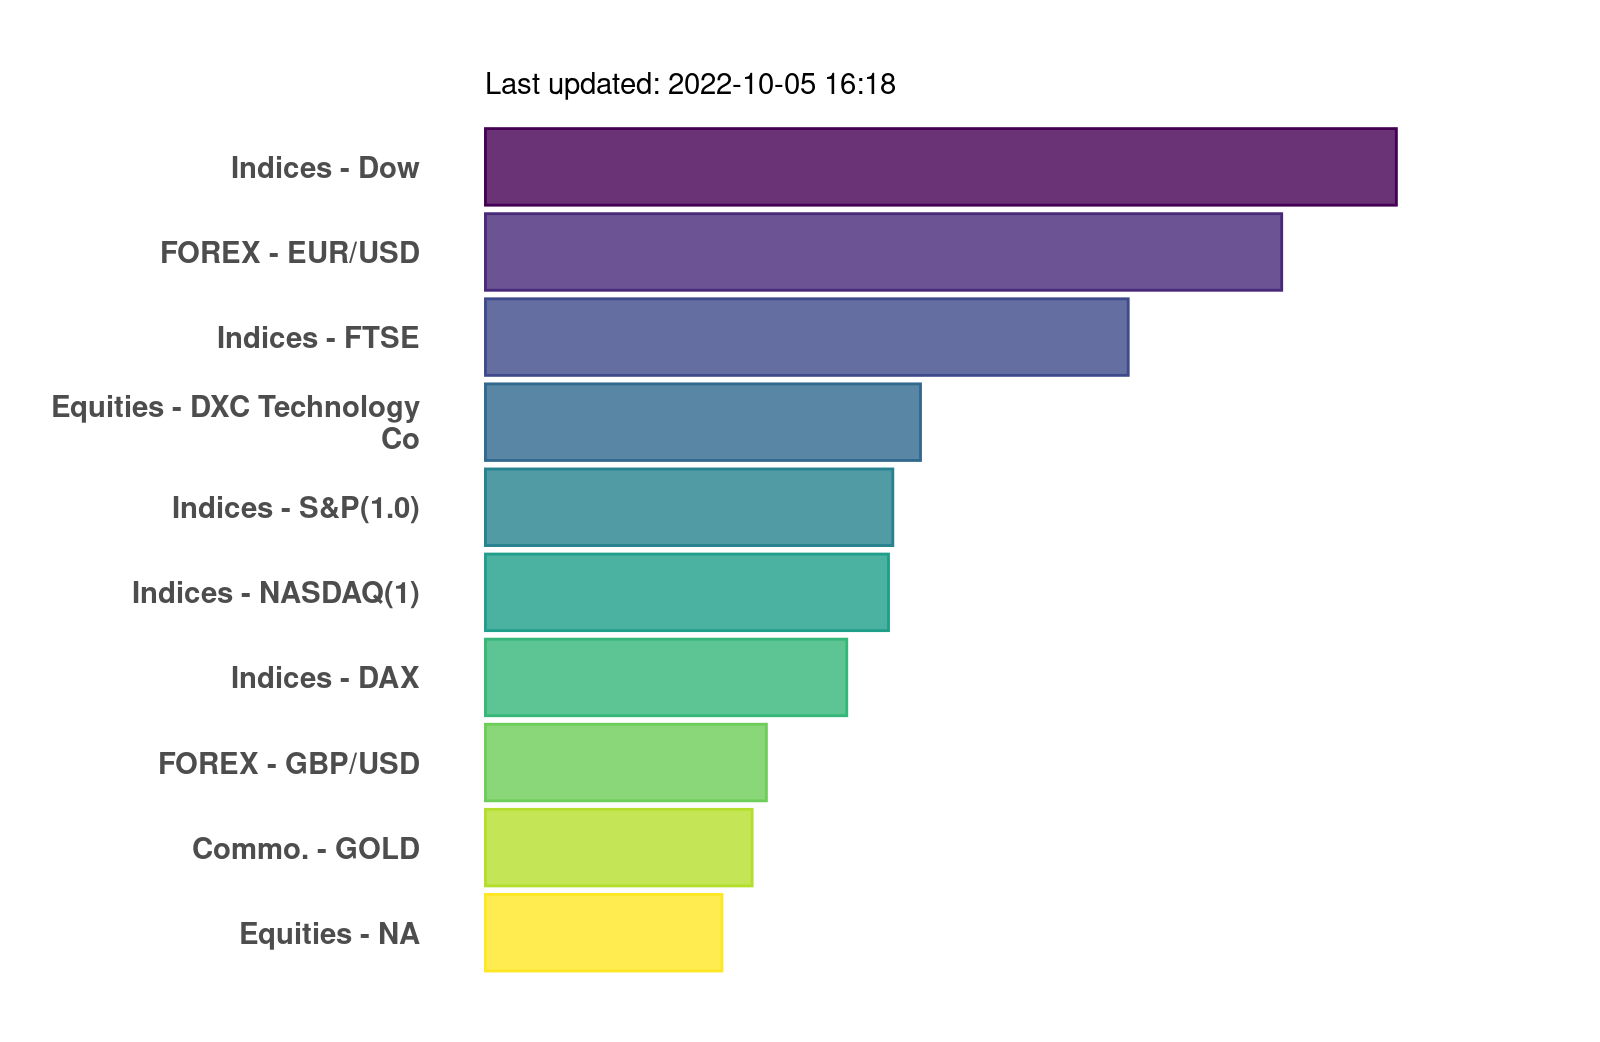 Last updated: 2022-10-05 16:18
Indices - Dow
FOREX - EUR/USD
Indices - FTSE
Equities - DXC Technology
Co
Indices - S&P(1.0)
Indices - NASDAQ(1)
Indices - DAX
FOREX - GBP/USD
Commo. - GOLD
Equities - NA